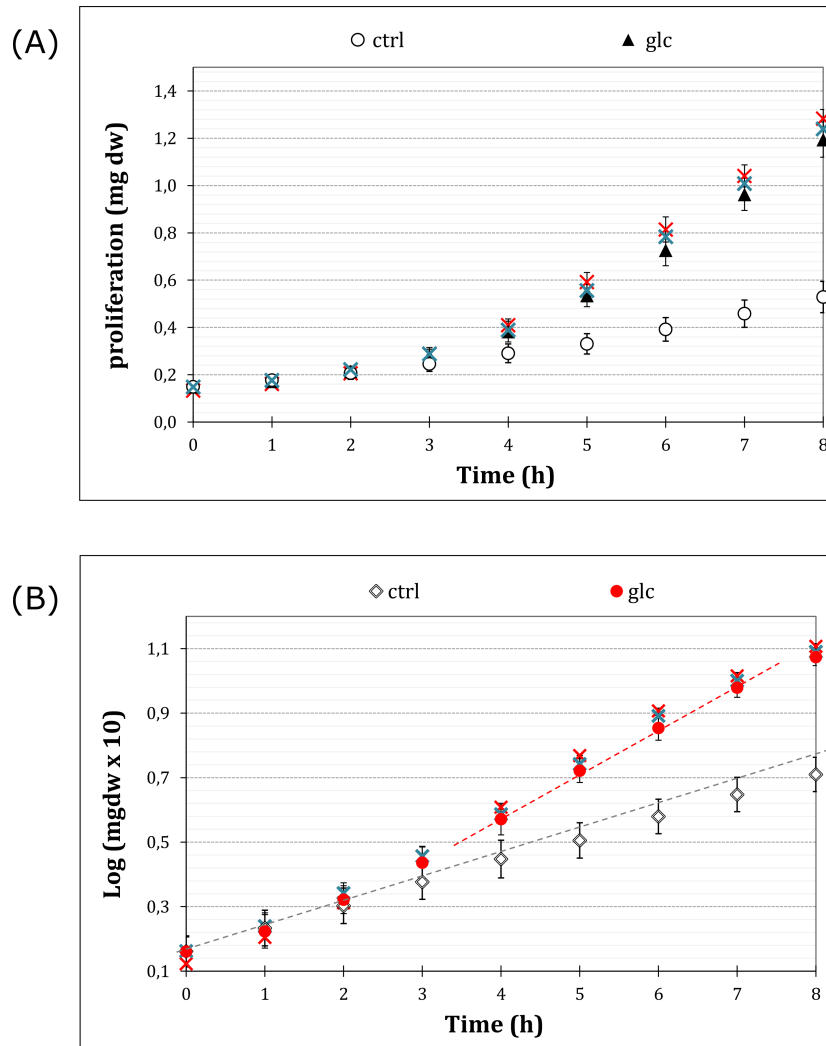 (A)
ctrl glc
1,4
1,2
1,0
0,8
0,6
0,4
0,2
0,0
proliferation (mg dw)
0 1 2 3 4 5 6 7 8
Time (h)
(B)
ctrl glc
1,1
0,9
0,7
0,5
0,3
0,1
Log (mgdw x 10)
0 1 2 3 4 5 6 7 8
Time (h)